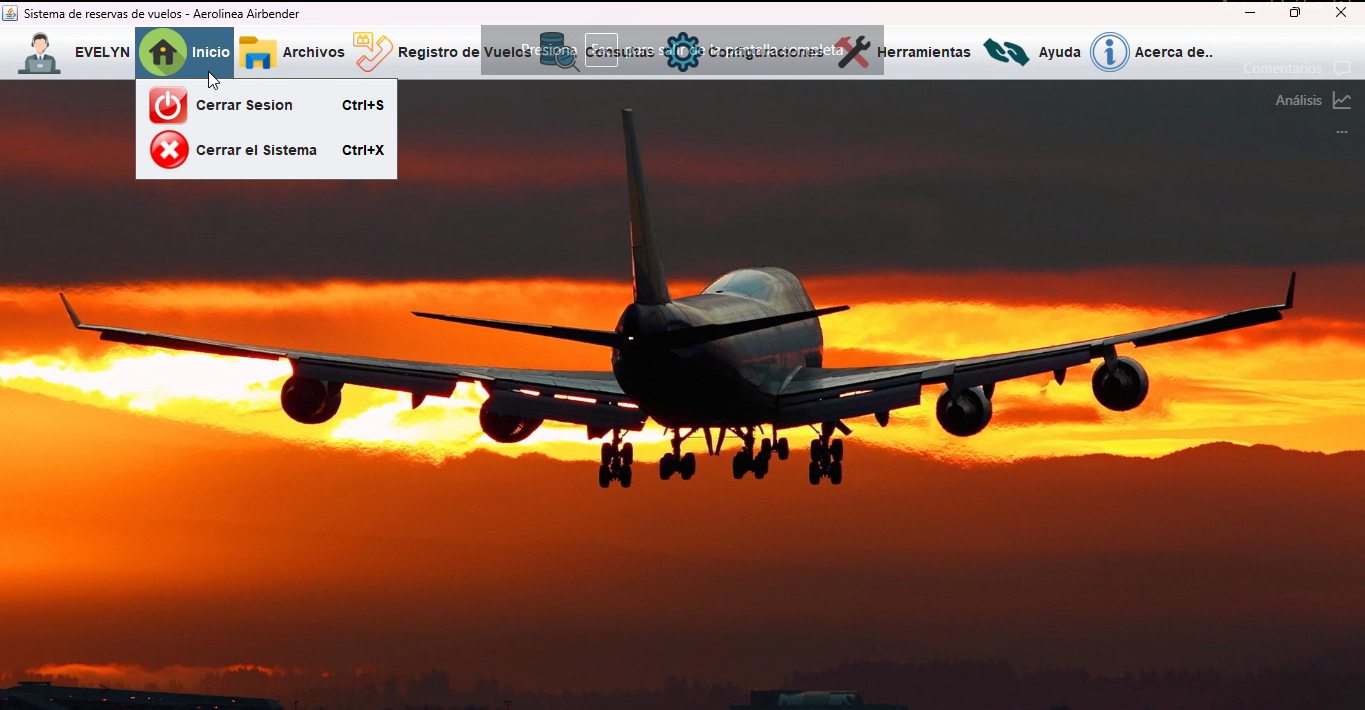 Sistema de reservas de vuelos - Aerolinea Airbender
EVELYN Inicio Archivos Registro de Vuelos Consultas Configuraciones Herramientas Ayuda Acerca de..
Presiona Esc para salir de la pantalla completa
Comentarios
Cerrar Sesion Ctrl+S
Análisis
...
Cerrar el Sistema Ctrl+X